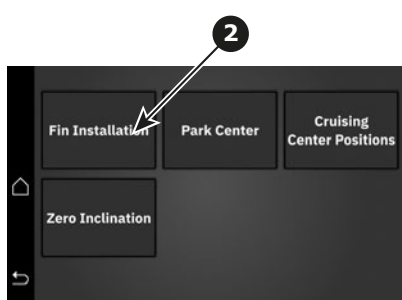 2
Fin Installation
Park Center
Cruising
Center Positions
Zero Inclination